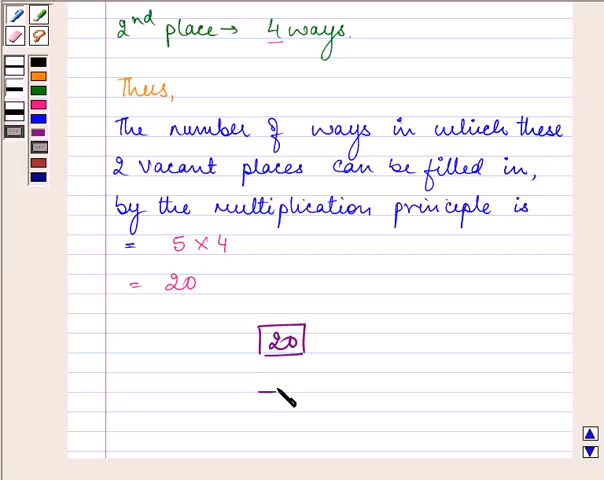 2nd place → 4 ways.
Thus,
The number of ways in which these
2 vacant places can be filled in,
by the multiplication principle is
= 5 × 4
= 20
20